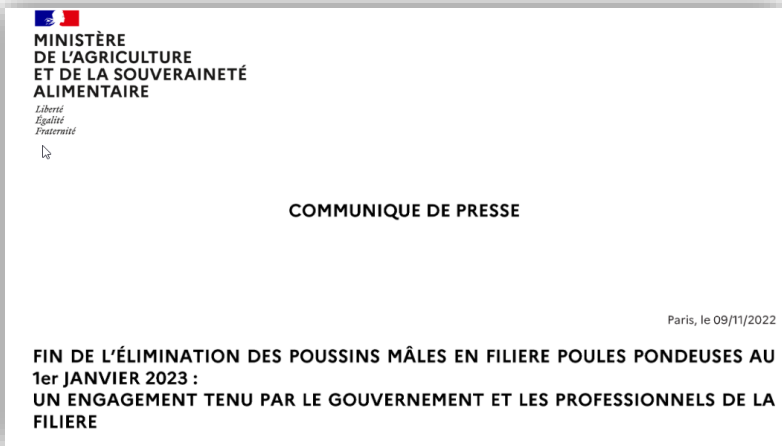 MINISTÈRE
DE L'AGRICULTURE
ET DE LA SOUVERAINETÉ
ALIMENTAIRE
Liberté
Égalité
Fraternité
COMMUNIQUE DE PRESSE
Paris, le 09/11/2022
FIN DE L'ÉLIMINATION DES POUSSINS MÂLES EN FILIERE POULES PONDEUSES AU
1er JANVIER 2023 :
UN ENGAGEMENT TENU PAR LE GOUVERNEMENT ET LES PROFESSIONNELS DE LA
FILIERE